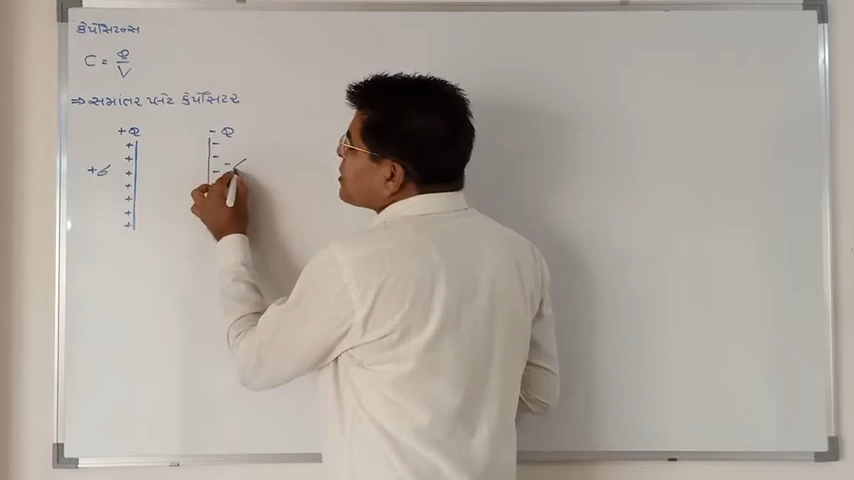 કેપેસિટન્સ
C = Q/V
⇒ સમાંતર પ્લેટ કેપેસિટર
+Q -Q
+ -
+ -
+σ + -
+
+
+
+